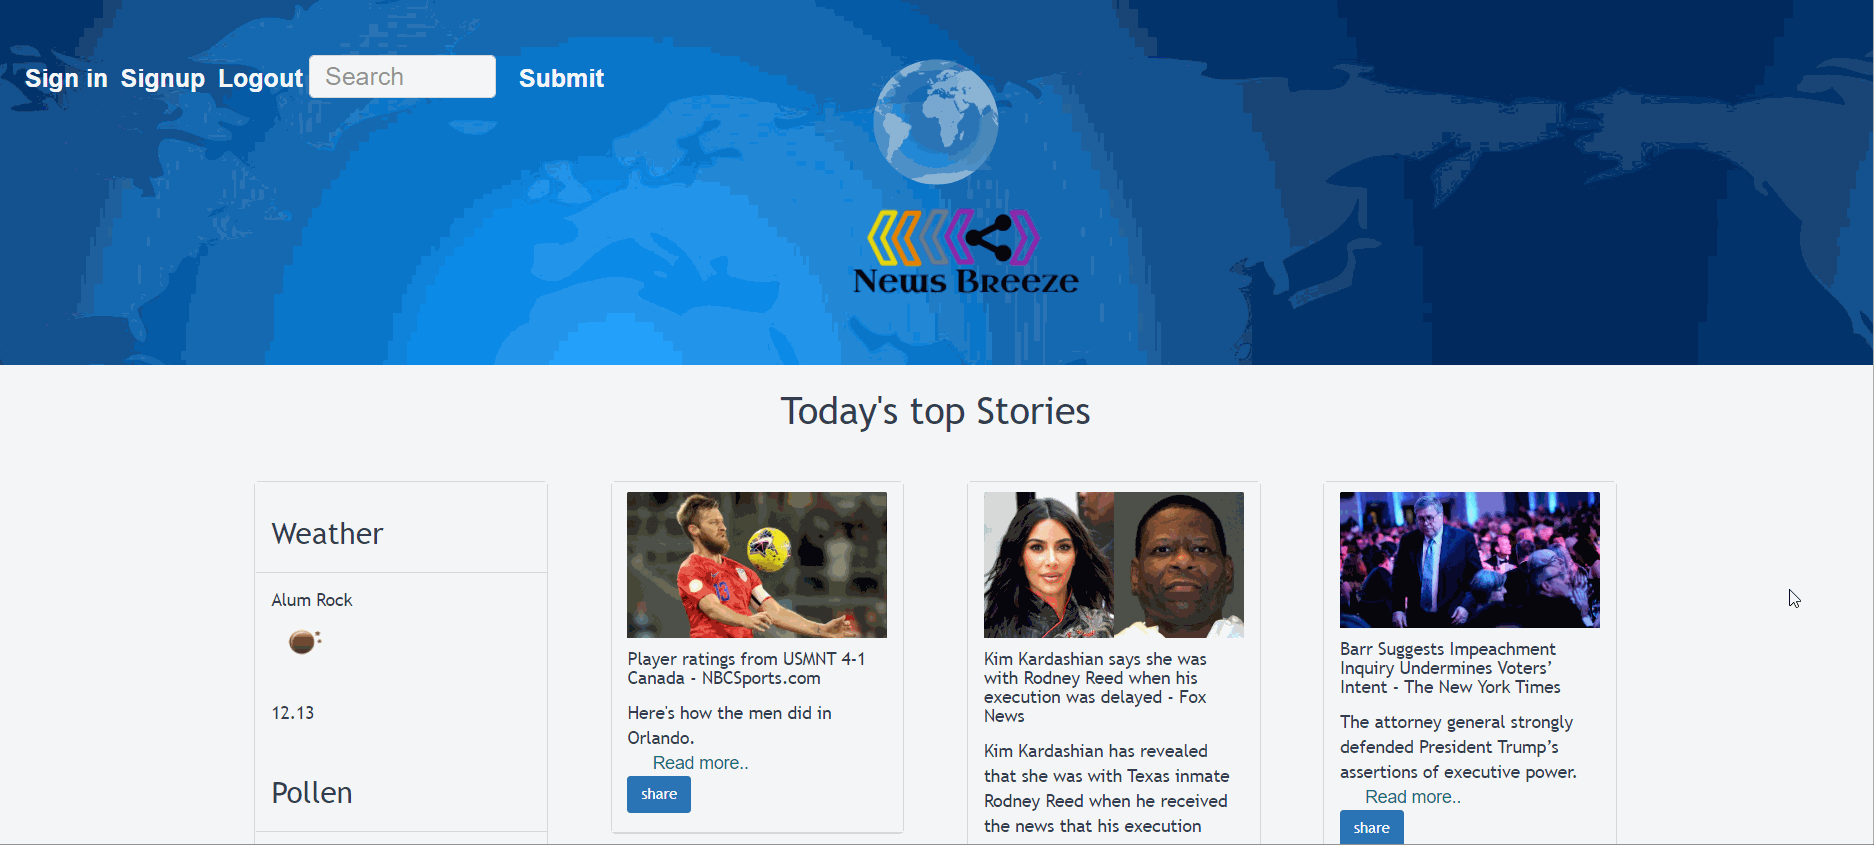 Sign in Signup Logout Search Submit
News Breeze
Today's top Stories
Weather
Alum Rock
12.13
Pollen
Player ratings from USMNT 4-1
Canada - NBCSports.com
Here's how the men did in
Orlando.
Read more..
share
Kim Kardashian says she was
with Rodney Reed when his
execution was delayed - Fox
News
Kim Kardashian has revealed
that she was with Texas inmate
Rodney Reed when he received
the news that his execution
Barr Suggests Impeachment
Inquiry Undermines Voters’
Intent - The New York Times
The attorney general strongly
defended President Trump’s
assertions of executive power.
Read more..
share